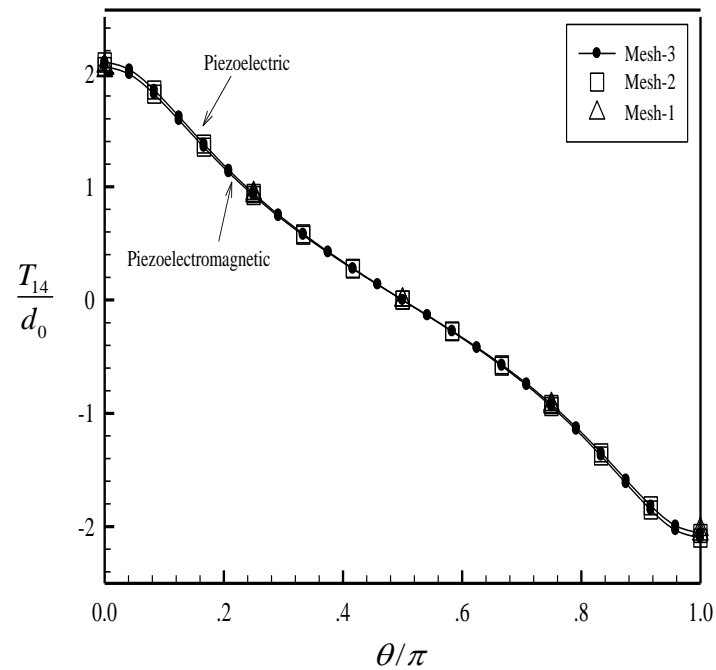 Mesh-3
Mesh-2
Mesh-1
Piezoelectric
Piezoelectromagnetic
T14
d0
2
1
0
-1
-2
0.0
.2
.4
.6
.8
1.0
θ/π